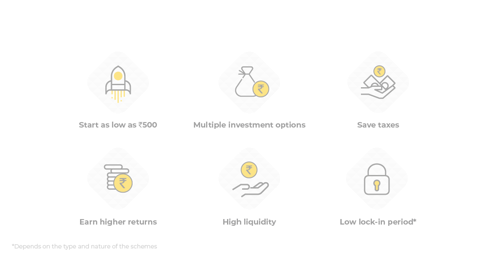 Start as low as ₹500
Multiple investment options
Save taxes
Earn higher returns
High liquidity
Low lock-in period*
*Depends on the type and nature of the schemes